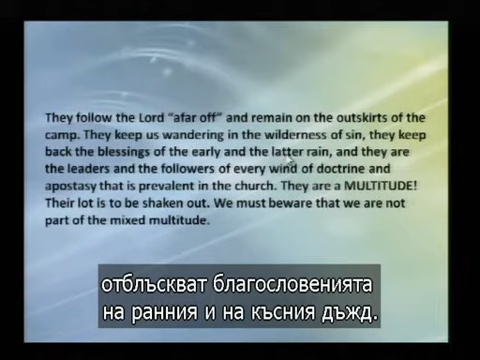 They follow the Lord “afar off” and remain on the outskirts of the
camp. They keep us wandering in the wilderness of sin, they keep
back the blessings of the early and the latter rain, and they are
the leaders and the followers of every wind of doctrine and
apostasy that is prevalent in the church. They are a MULTITUDE!
Their lot is to be shaken out. We must beware that we are not
part of the mixed multitude.
отблъскват благословенията
на ранния и на късния дъжд.